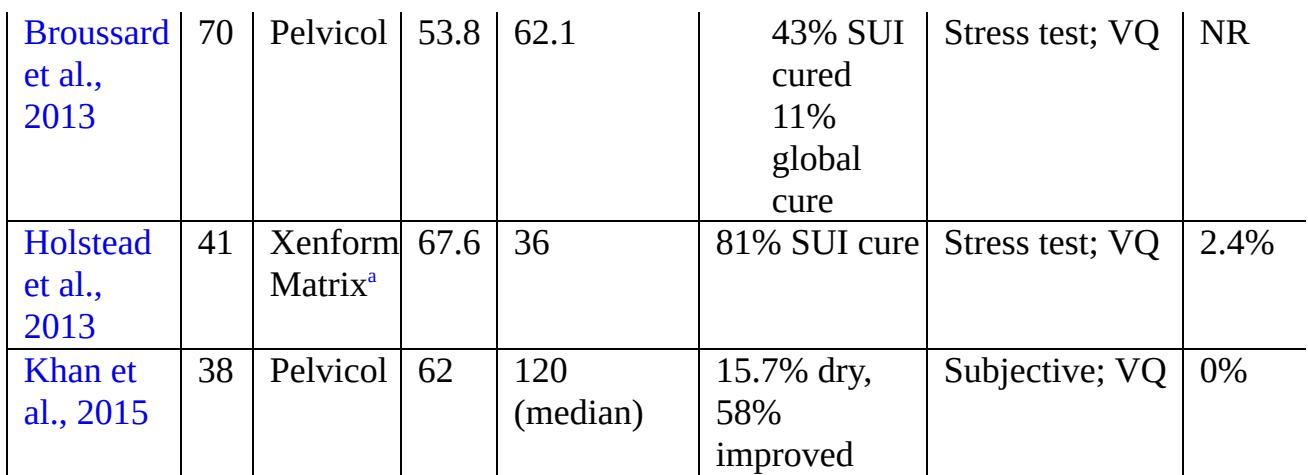 Broussard 70 Pelvicol 53.8 62.1 43% SUI Stress test; VQ NR
et al., cured
2013 11%
global
cure
Holstead 41 Xenform 67.6 36 81% SUI cure Stress test; VQ 2.4%
et al., Matrixa
2013
Khan et 38 Pelvicol 62 120 15.7% dry, Subjective; VQ 0%
al., 2015 (median) 58%
improved